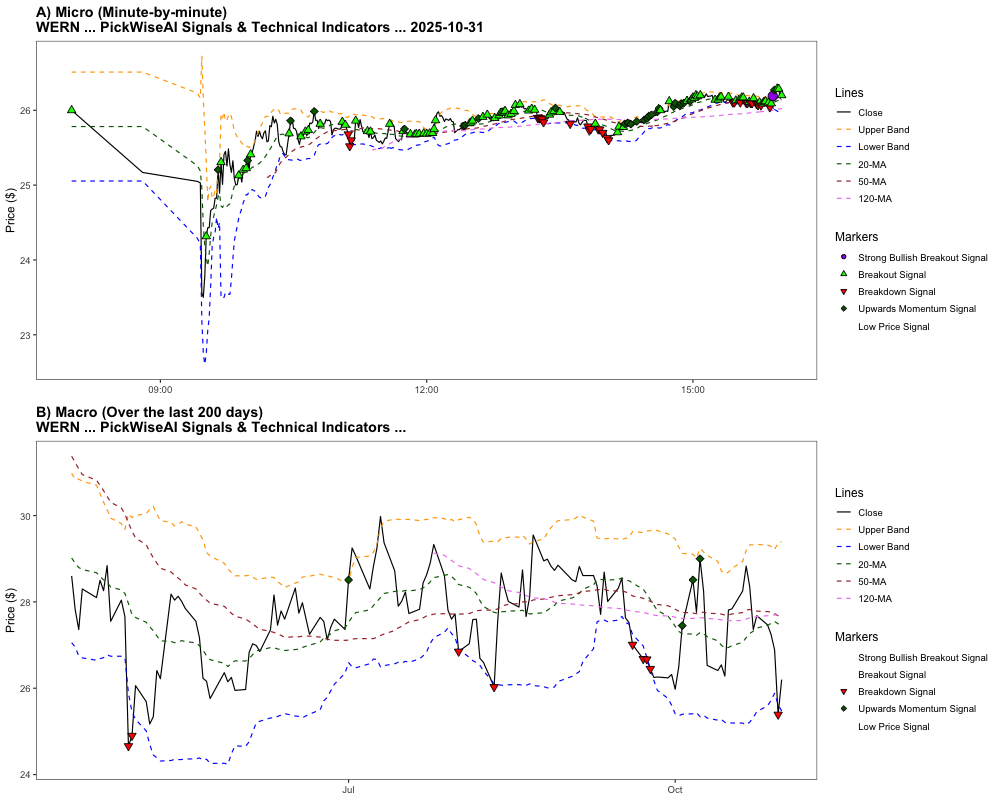 A) Micro (Minute-by-minute)
WERN ... PickWiseAI Signals & Technical Indicators ... 2025-10-31
Price ($)
26
25
24
23
09:00
12:00
15:00
Lines
Close
Upper Band
Lower Band
20-MA
50-MA
120-MA
Markers
Strong Bullish Breakout Signal
Breakout Signal
Breakdown Signal
Upwards Momentum Signal
Low Price Signal
B) Macro (Over the last 200 days)
WERN ... PickWiseAI Signals & Technical Indicators ...
Price ($)
30
28
26
24
Jul
Oct
Lines
Close
Upper Band
Lower Band
20-MA
50-MA
120-MA
Markers
Strong Bullish Breakout Signal
Breakout Signal
Breakdown Signal
Upwards Momentum Signal
Low Price Signal